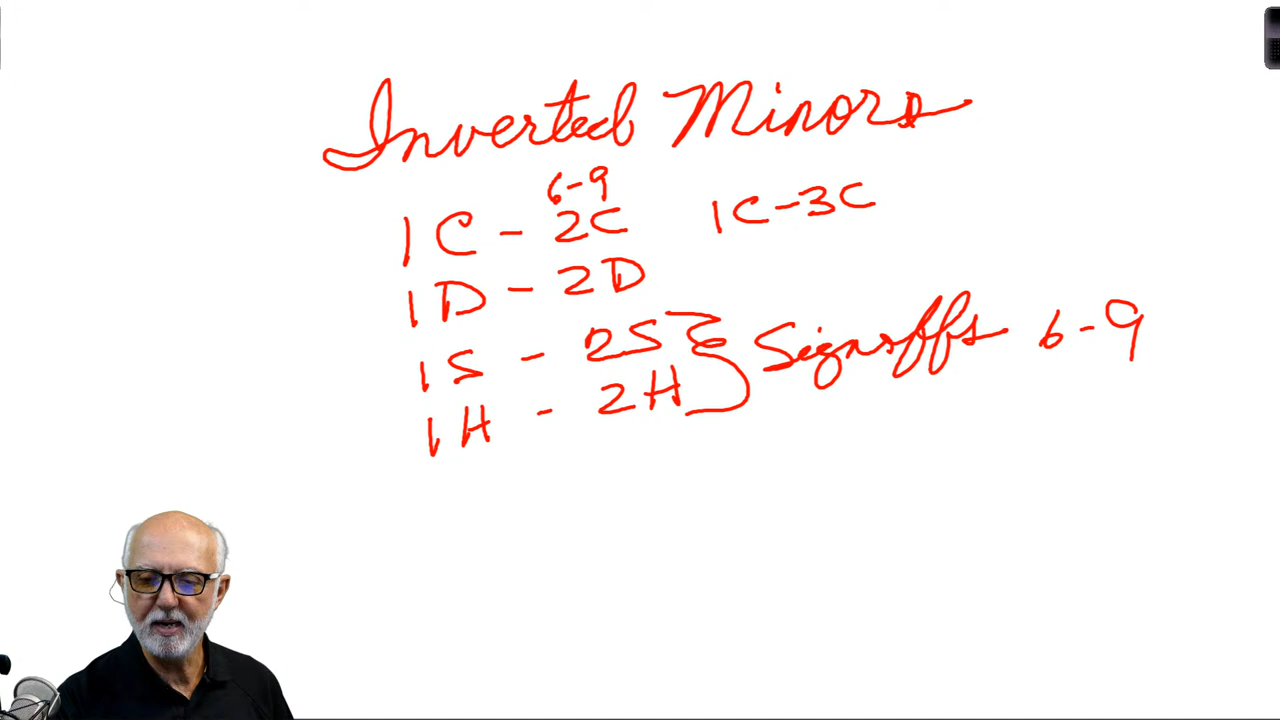 Inverted Minors
6-9
1C - 2C 1C-3C
1D - 2D
1S - 2S
1H - 2H
Signoffs 6-9